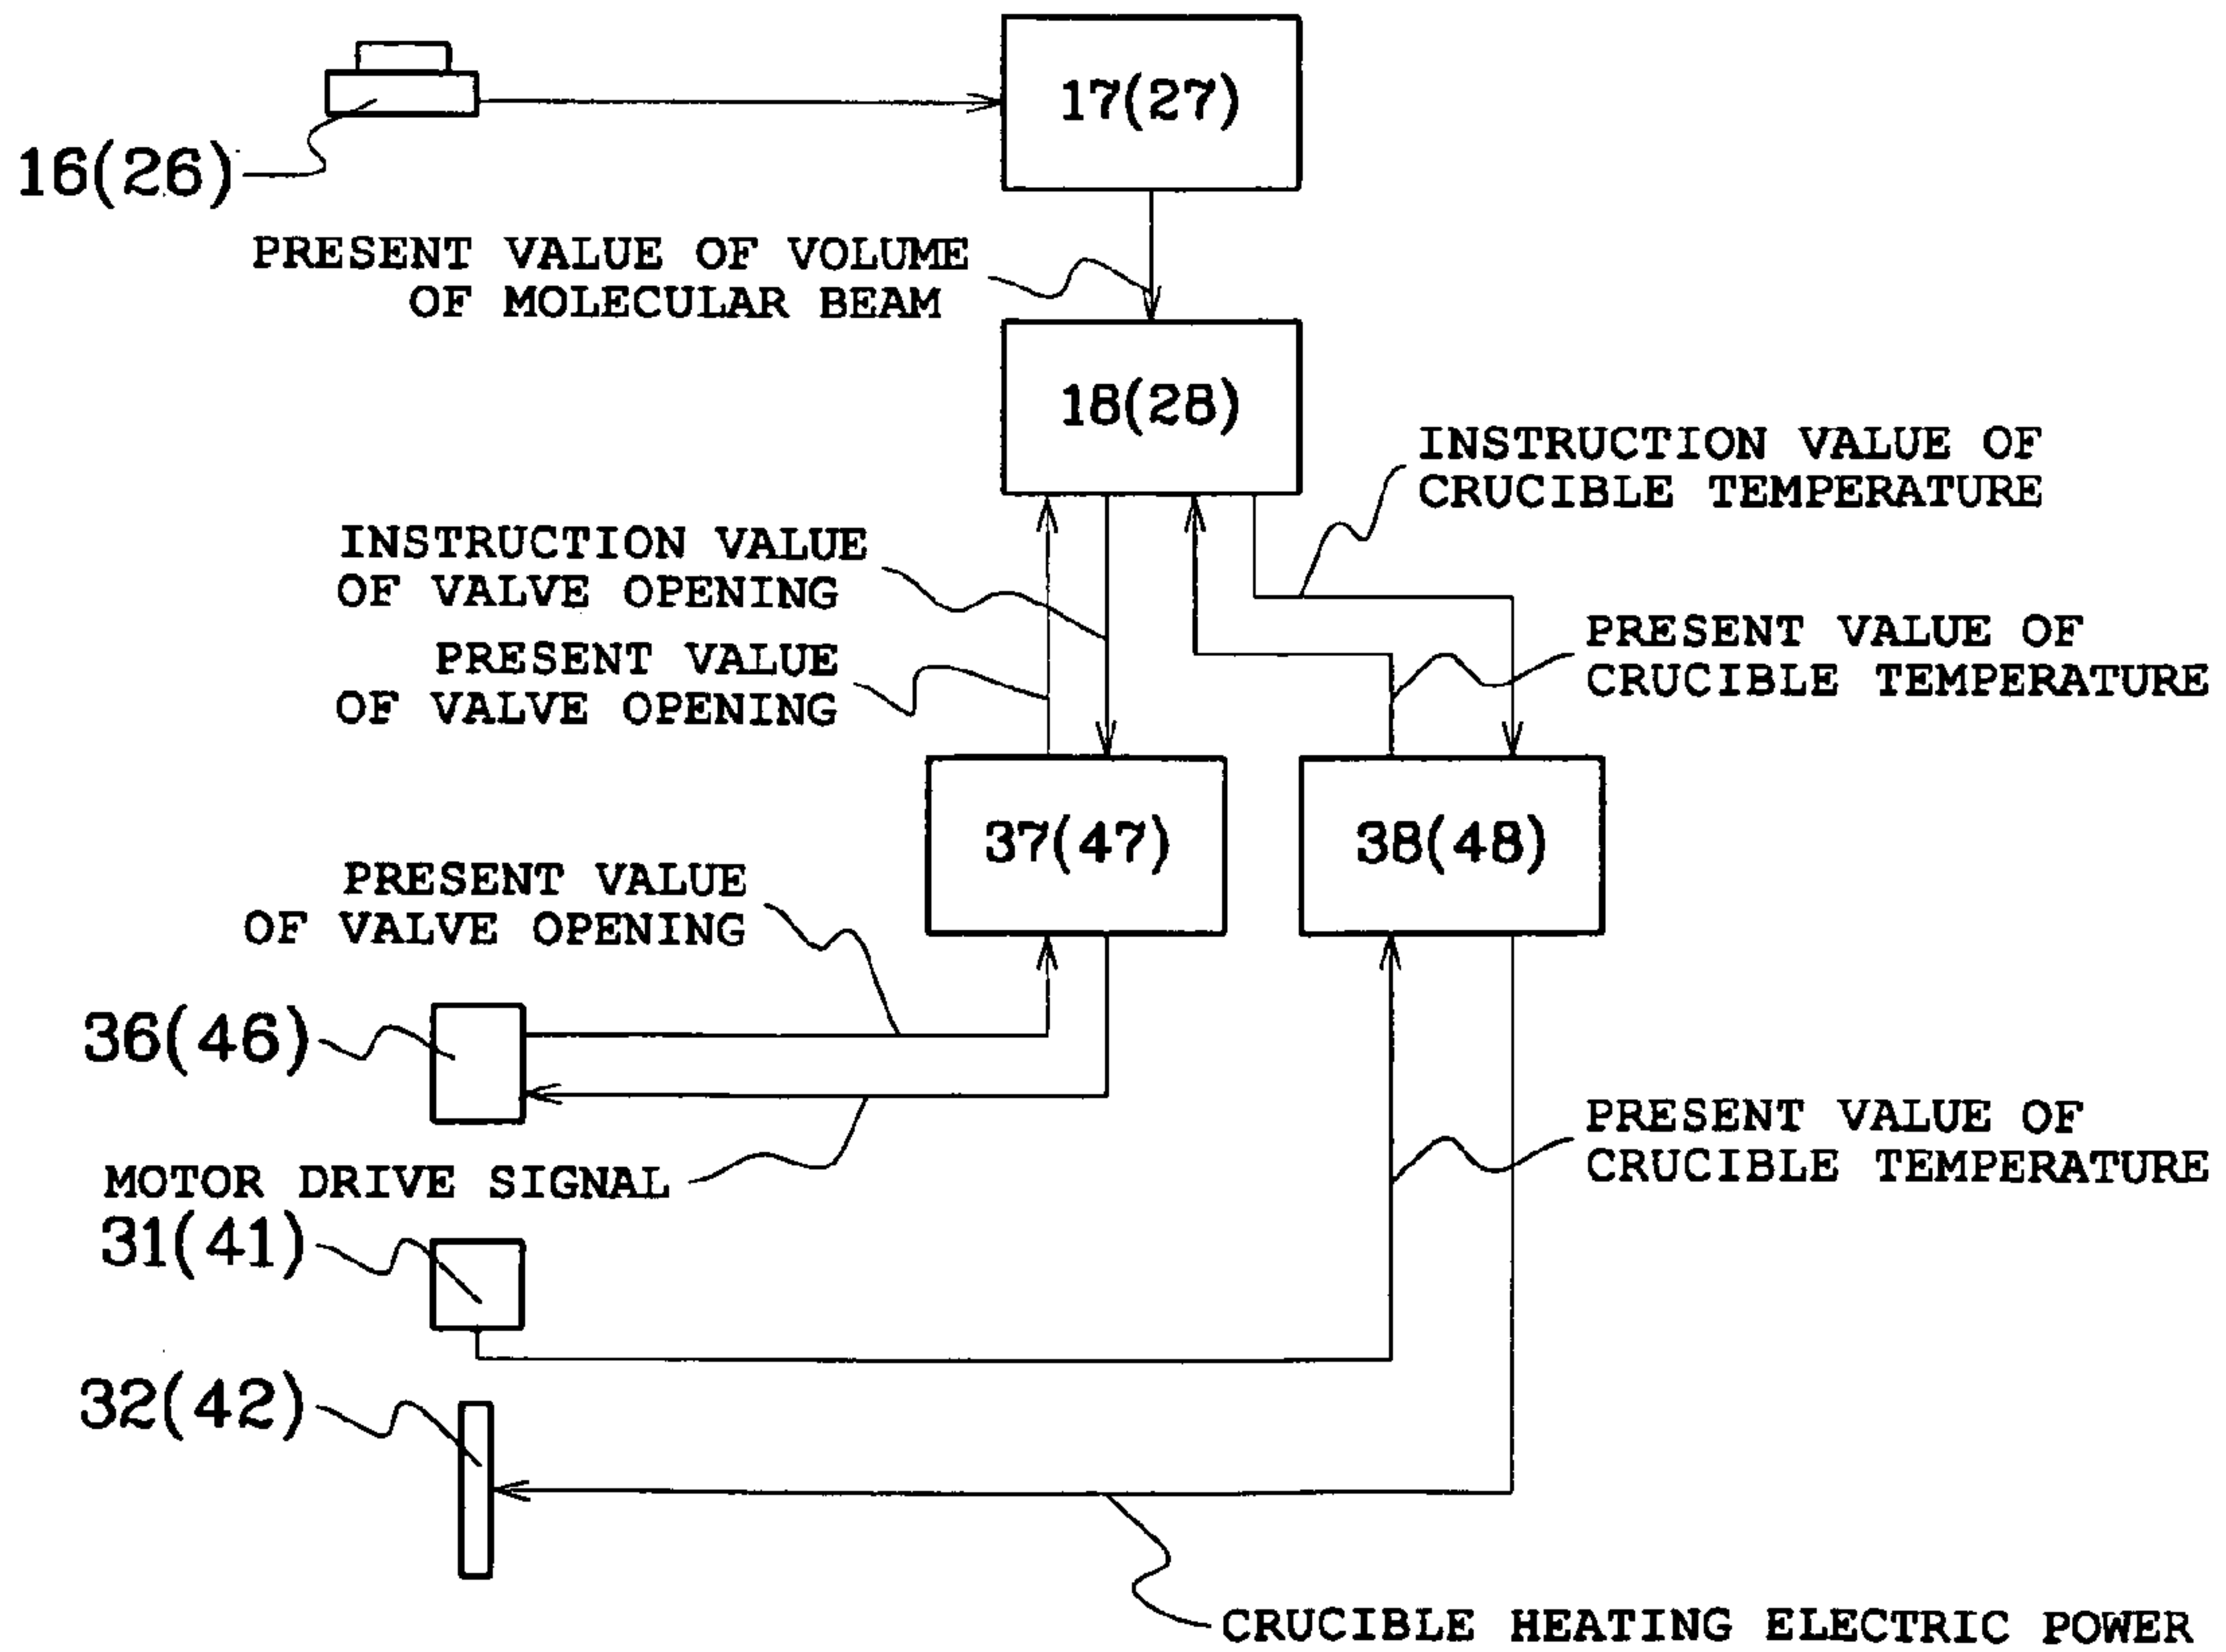 17(27)
16(26)
PRESENT VALUE OF VOLUME
OF MOLECULAR BEAM
18(28)
INSTRUCTION VALUE OF
CRUCIBLE TEMPERATURE
INSTRUCTION VALUE
OF VALVE OPENING
PRESENT VALUE
OF VALVE OPENING
PRESENT VALUE OF
CRUCIBLE TEMPERATURE
37(47)
38(48)
PRESENT VALUE
OF VALVE OPENING
36(46)
MOTOR DRIVE SIGNAL
PRESENT VALUE OF
CRUCIBLE TEMPERATURE
31(41)
32(42)
CRUCIBLE HEATING ELECTRIC POWER